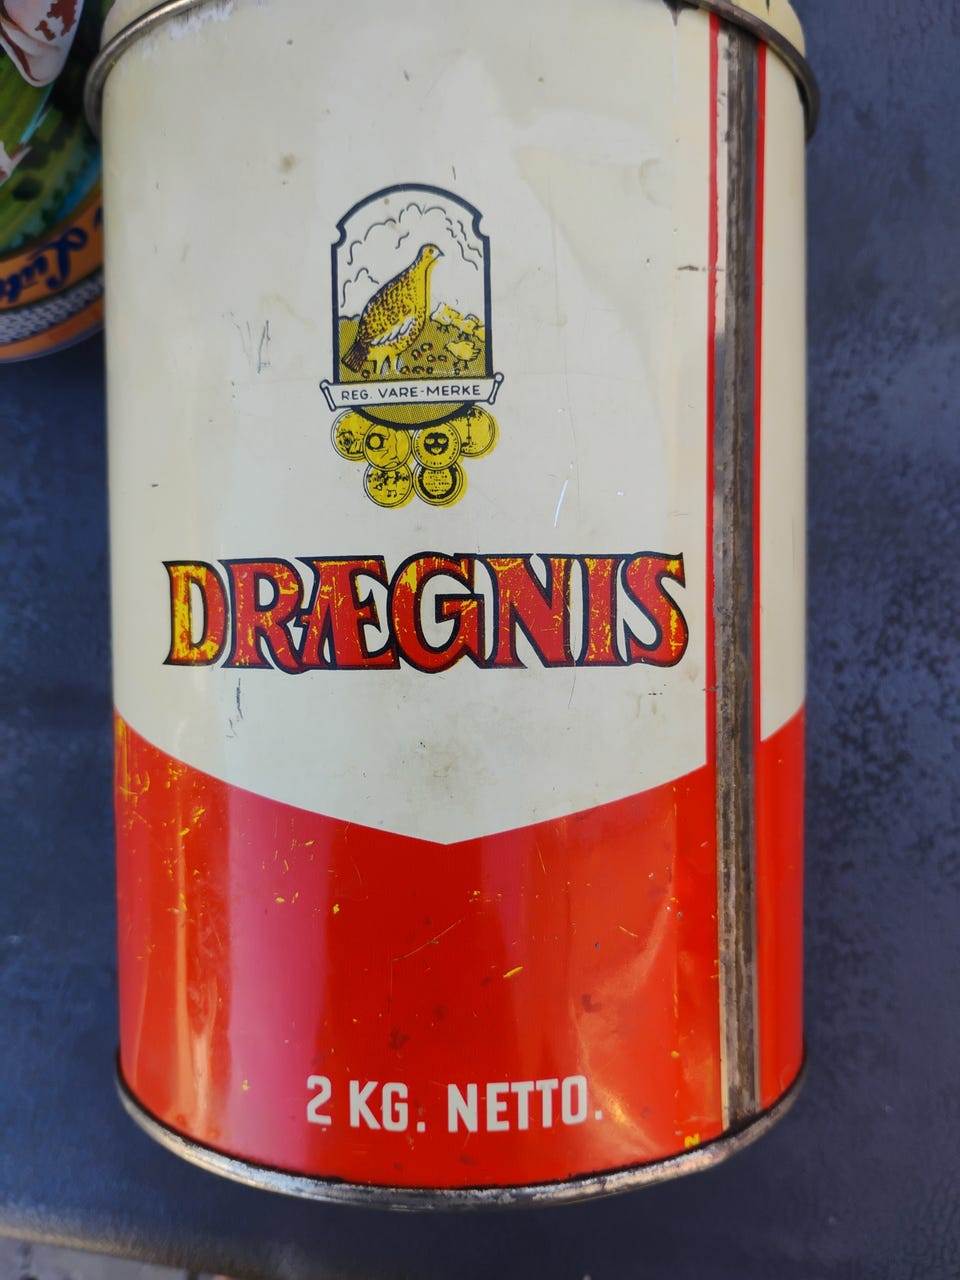 REG. VARE-MERKE
DRÆGNIS
2 KG. NETTO.